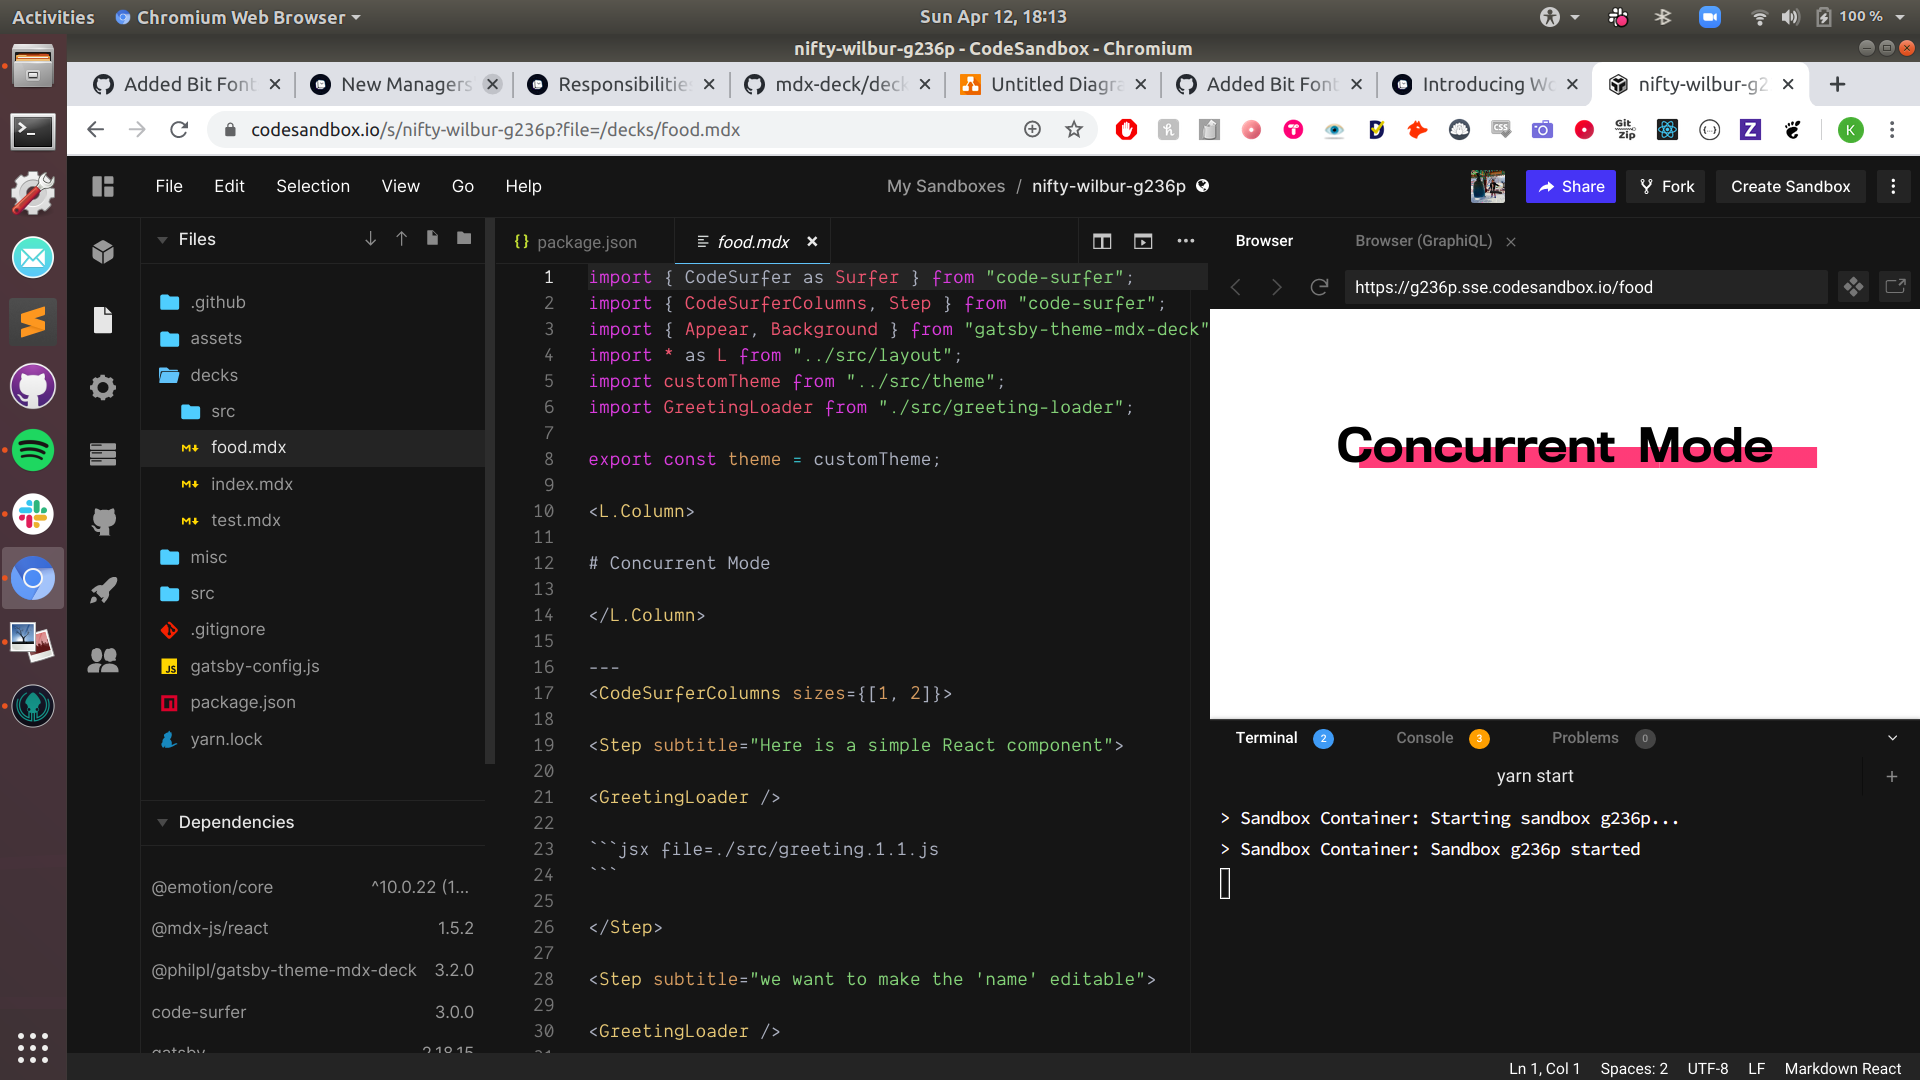 Activities
Chromium Web Browser
Sun Apr 12, 18:13
100 %
nifty-wilbur-g236p - CodeSandbox - Chromium
Added Bit Font
New Managers
Responsibilities
mdx-deck/deck
Untitled Diagra
Added Bit Font
Introducing Wo
nifty-wilbur-g2
codesandbox.io/s/nifty-wilbur-g236p?file=/decks/food.mdx
CSS
Git
Zip
Z
K
File
Edit
Selection
View
Go
Help
My Sandboxes / nifty-wilbur-g236p
Share
Fork
Create Sandbox
Files
.github
assets
decks
src
food.mdx
index.mdx
test.mdx
misc
src
.gitignore
gatsby-config.js
package.json
yarn.lock
Dependencies
@emotion/core ^10.0.22 (1...
@mdx-js/react 1.5.2
@philpl/gatsby-theme-mdx-deck 3.2.0
code-surfer 3.0.0
gatsby 2.18.15
package.json
food.mdx
1 import { CodeSurfer as Surfer } from "code-surfer";
2 import { CodeSurferColumns, Step } from "code-surfer";
3 import { Appear, Background } from "gatsby-theme-mdx-deck"
4 import * as L from "../src/layout";
5 import customTheme from "../src/theme";
6 import GreetingLoader from "./src/greeting-loader";
7
8 export const theme = customTheme;
9
10 <L.Column>
11
12 # Concurrent Mode
13
14 </L.Column>
15
16 ---
17 <CodeSurferColumns sizes={[1, 2]}>
18
19 <Step subtitle="Here is a simple React component">
20
21 <GreetingLoader />
22
23 ```jsx file=./src/greeting.1.1.js
24 ```
25
26 </Step>
27
28 <Step subtitle="we want to make the 'name' editable">
29
30 <GreetingLoader />
31
Browser
Browser (GraphiQL)
https://g236p.sse.codesandbox.io/food
Concurrent Mode
Terminal 2
Console 3
Problems 0
yarn start
> Sandbox Container: Starting sandbox g236p...
> Sandbox Container: Sandbox g236p started
Ln 1, Col 1
Spaces: 2
UTF-8
LF
Markdown React